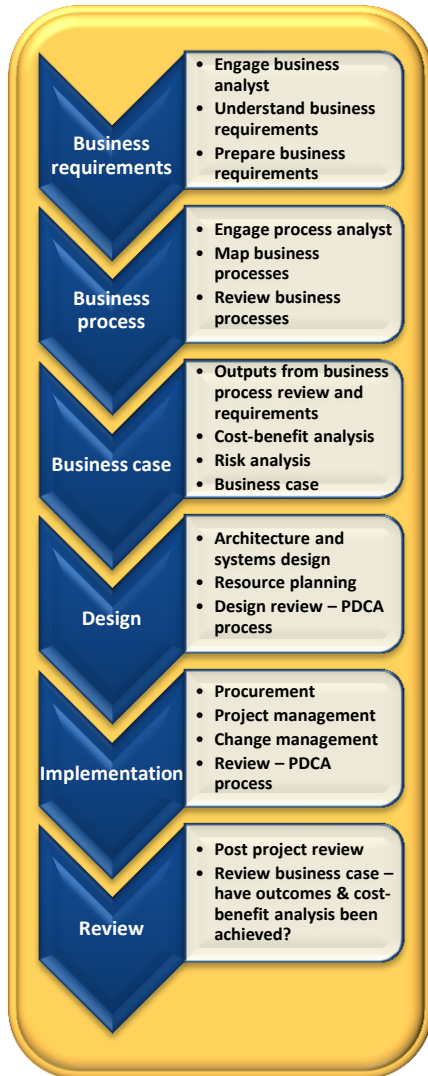 Business
requirements
• Engage business
analyst
• Understand business
requirements
• Prepare business
requirements
Business
process
• Engage process analyst
• Map business
processes
• Review business
processes
Business case
• Outputs from business
process review and
requirements
• Cost-benefit analysis
• Risk analysis
• Business case
Design
• Architecture and
systems design
• Resource planning
• Design review – PDCA
process
Implementation
• Procurement
• Project management
• Change management
• Review – PDCA
process
Review
• Post project review
• Review business case –
have outcomes & cost-
benefit analysis been
achieved?